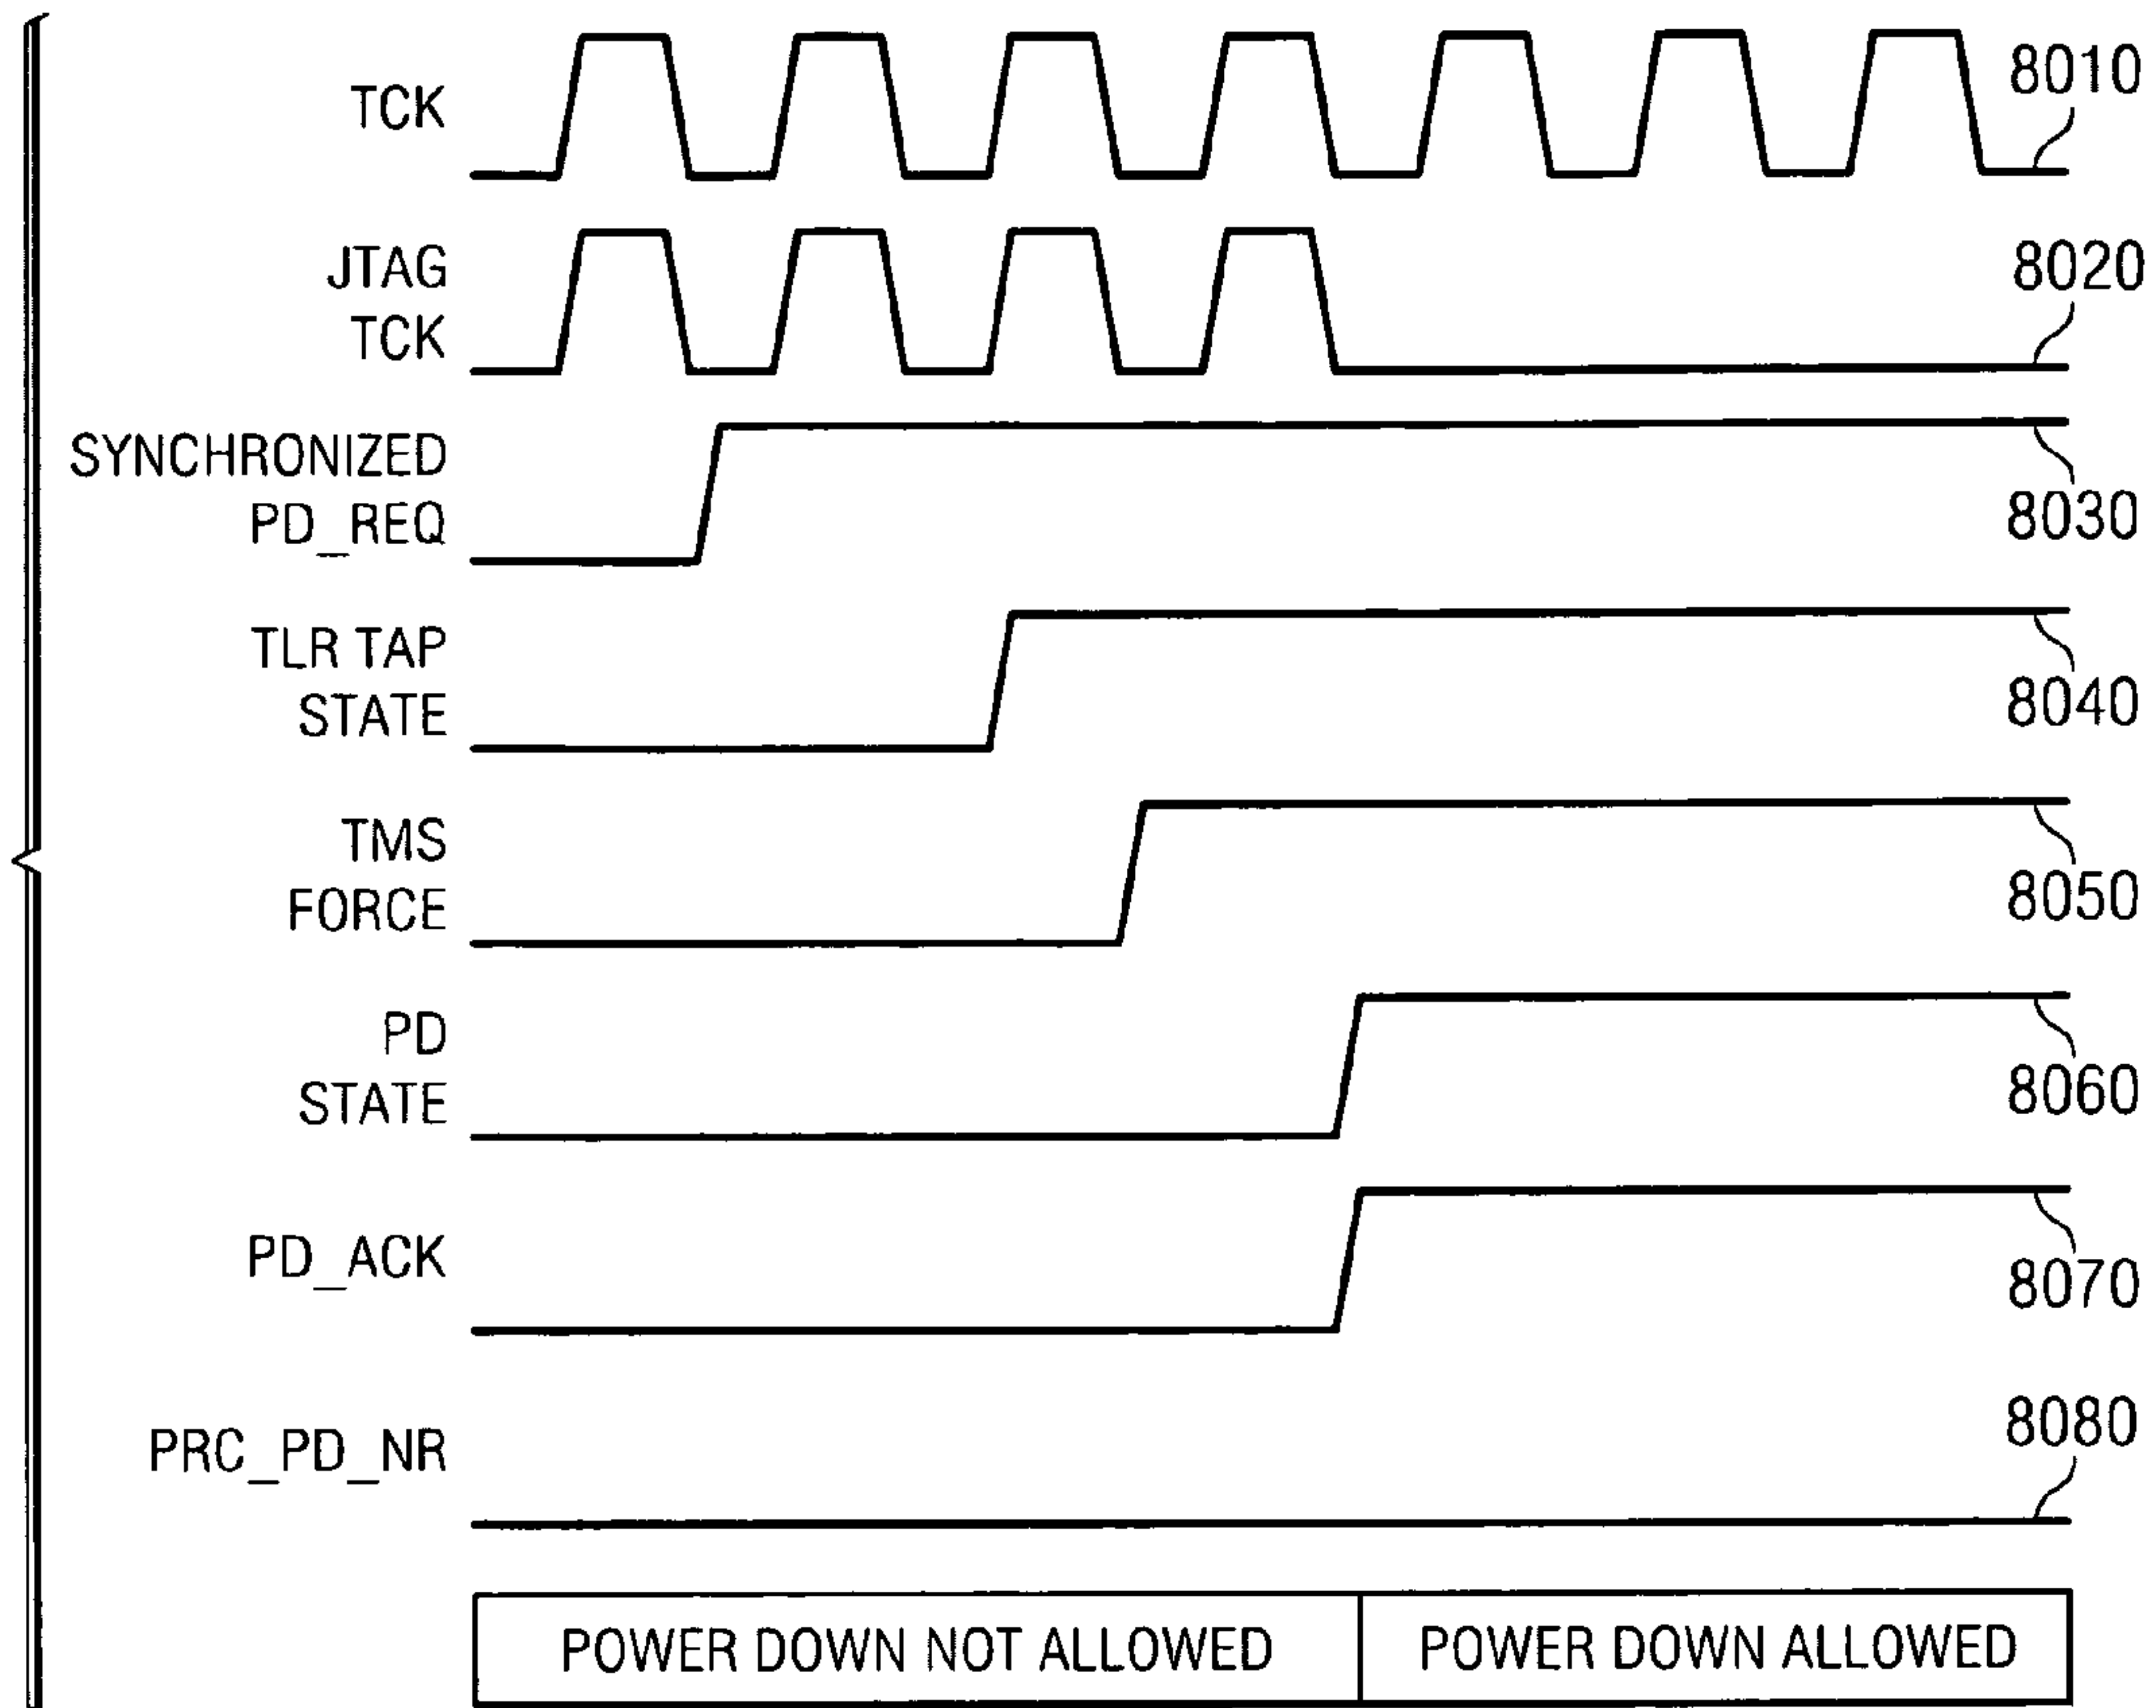 TCK
8010
JTAG
TCK
8020
SYNCHRONIZED
PD_REQ
8030
TLR TAP
STATE
8040
TMS
FORCE
8050
PD
STATE
8060
PD_ACK
8070
PRC_PD_NR
8080
POWER DOWN NOT ALLOWED
POWER DOWN ALLOWED